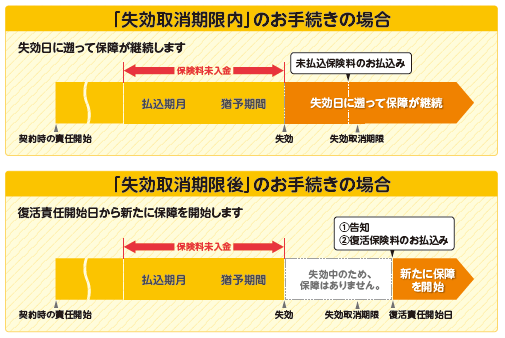 「失効取消期限内」のお手続きの場合
失効日に遡って保障が継続します
保険料未入金
未払込保険料のお払込み
払込期月
猶予期間
失効日に遡って保障が継続
契約時の責任開始
失効
失効取消期限
「失効取消期限後」のお手続きの場合
復活責任開始日から新たに保障を開始します
保険料未入金
①告知
②復活保険料のお払込み
払込期月
猶予期間
失効中のため、
保障はありません。
新たに保障
を開始
契約時の責任開始
失効
失効取消期限
復活責任開始日